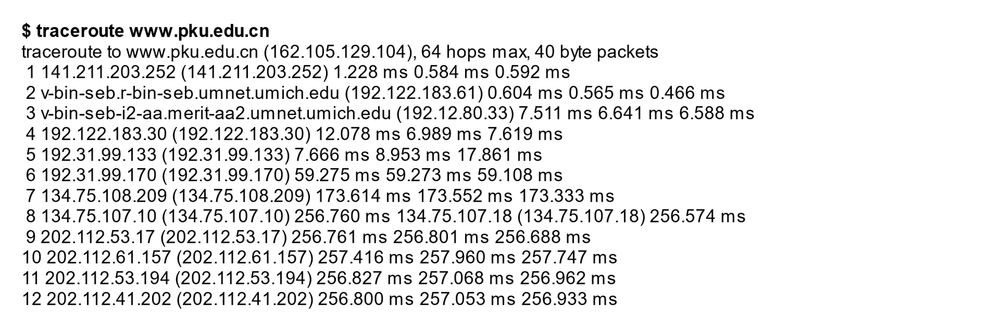 $ traceroute www.pku.edu.cn
traceroute to www.pku.edu.cn (162.105.129.104), 64 hops max, 40 byte packets
1 141.211.203.252 (141.211.203.252) 1.228 ms 0.584 ms 0.592 ms
2 v-bin-seb.r-bin-seb.umnet.umich.edu (192.122.183.61) 0.604 ms 0.565 ms 0.466 ms
3 v-bin-seb-i2-aa.merit-aa2.umnet.umich.edu (192.12.80.33) 7.511 ms 6.641 ms 6.588 ms
4 192.122.183.30 (192.122.183.30) 12.078 ms 6.989 ms 7.619 ms
5 192.31.99.133 (192.31.99.133) 7.666 ms 8.953 ms 17.861 ms
6 192.31.99.170 (192.31.99.170) 59.275 ms 59.273 ms 59.108 ms
7 134.75.108.209 (134.75.108.209) 173.614 ms 173.552 ms 173.333 ms
8 134.75.107.10 (134.75.107.10) 256.760 ms 134.75.107.18 (134.75.107.18) 256.574 ms
9 202.112.53.17 (202.112.53.17) 256.761 ms 256.801 ms 256.688 ms
10 202.112.61.157 (202.112.61.157) 257.416 ms 257.960 ms 257.747 ms
11 202.112.53.194 (202.112.53.194) 256.827 ms 257.068 ms 256.962 ms
12 202.112.41.202 (202.112.41.202) 256.800 ms 257.053 ms 256.933 ms